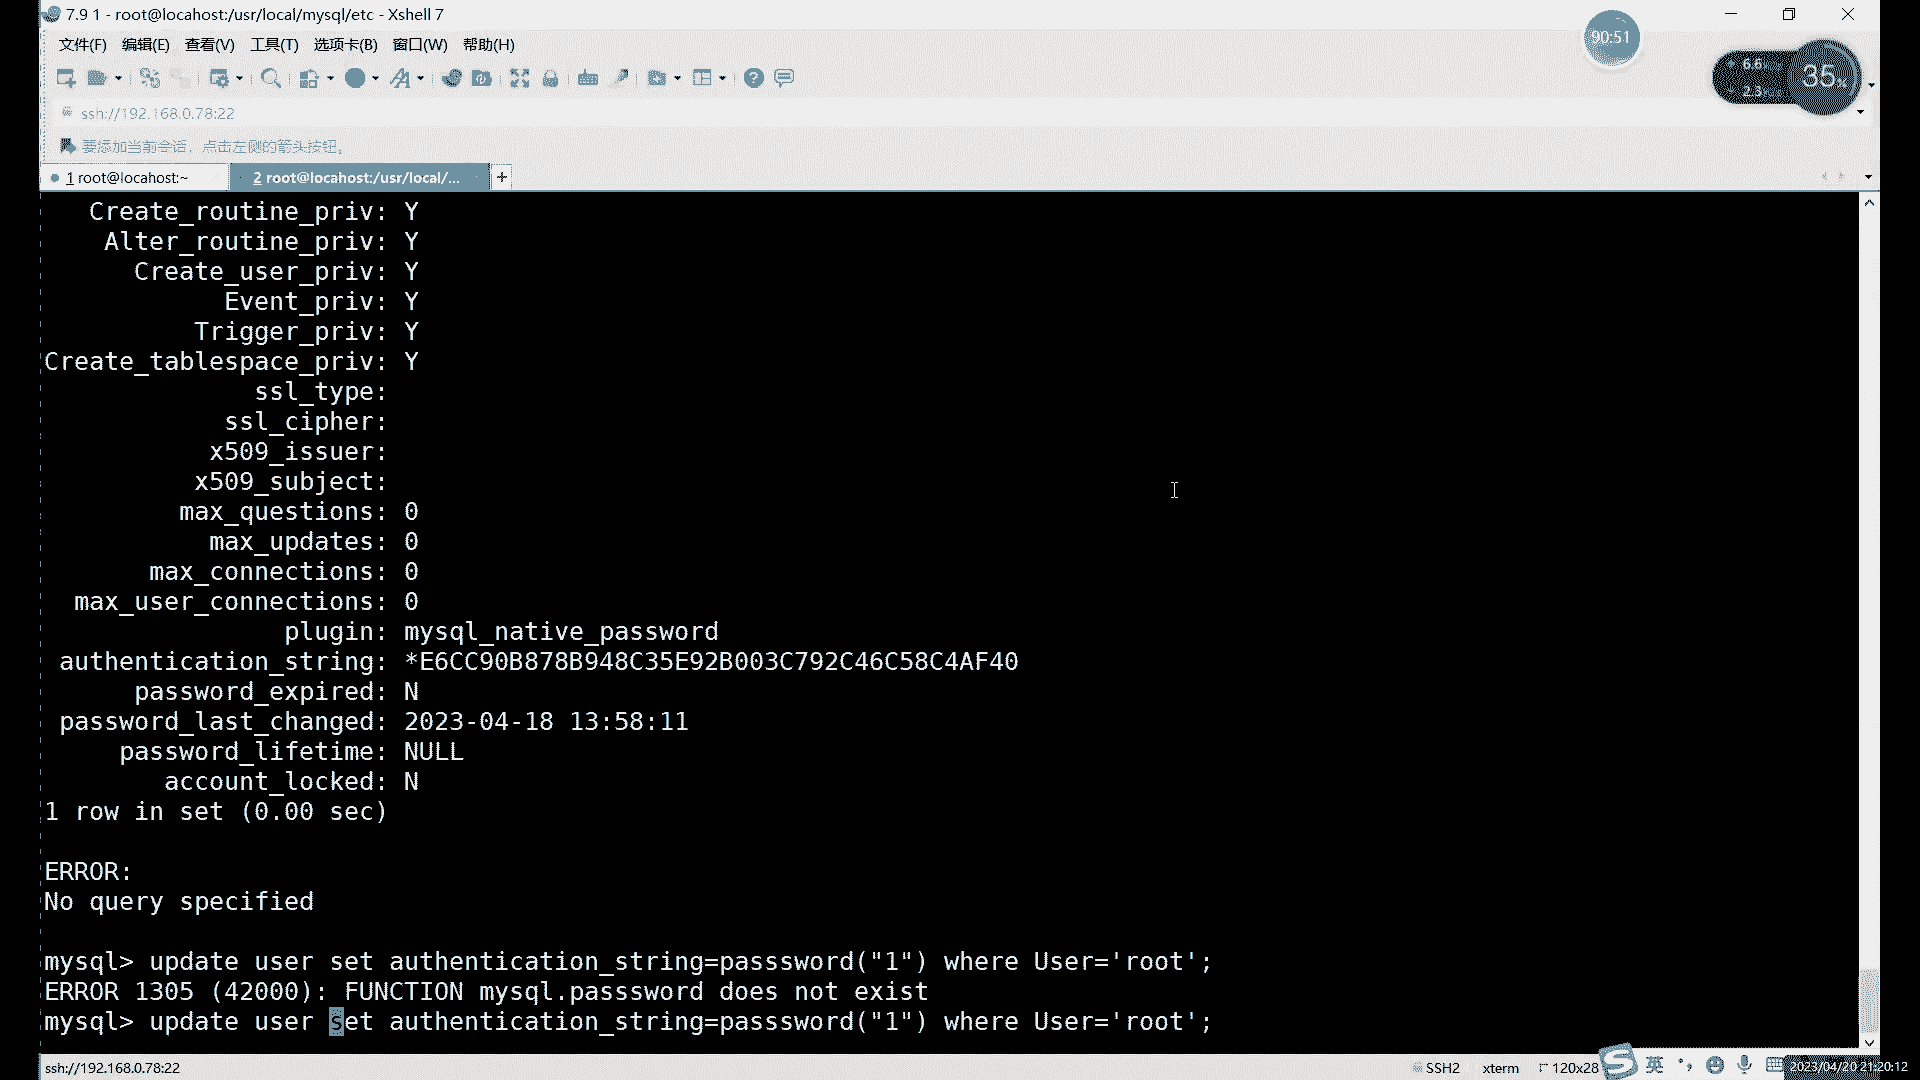 7.9 1 - root@locahost:/usr/local/mysql/etc - Xshell 7
文件(F) 编辑(E) 查看(V) 工具(T) 选项卡(B) 窗口(W) 帮助(H)
90:51
6.6
2.3
35%
ssh://192.168.0.78:22
要添加当前会话，点击左侧的箭头按钮。
1 root@locahost:~
2 root@locahost:/usr/local/...
Create_routine_priv: Y
Alter_routine_priv: Y
Create_user_priv: Y
Event_priv: Y
Trigger_priv: Y
Create_tablespace_priv: Y
ssl_type:
ssl_cipher:
x509_issuer:
x509_subject:
max_questions: 0
max_updates: 0
max_connections: 0
max_user_connections: 0
plugin: mysql_native_password
authentication_string: *E6CC90B878B948C35E92B003C792C46C58C4AF40
password_expired: N
password_last_changed: 2023-04-18 13:58:11
password_lifetime: NULL
account_locked: N
1 row in set (0.00 sec)
ERROR:
No query specified
mysql> update user set authentication_string=passsword("1") where User='root';
ERROR 1305 (42000): FUNCTION mysql.passsword does not exist
mysql> update user set authentication_string=passsword("1") where User='root';
ssh://192.168.0.78:22
SSH2 xterm 120x28
英
2023/04/20 21:20:12